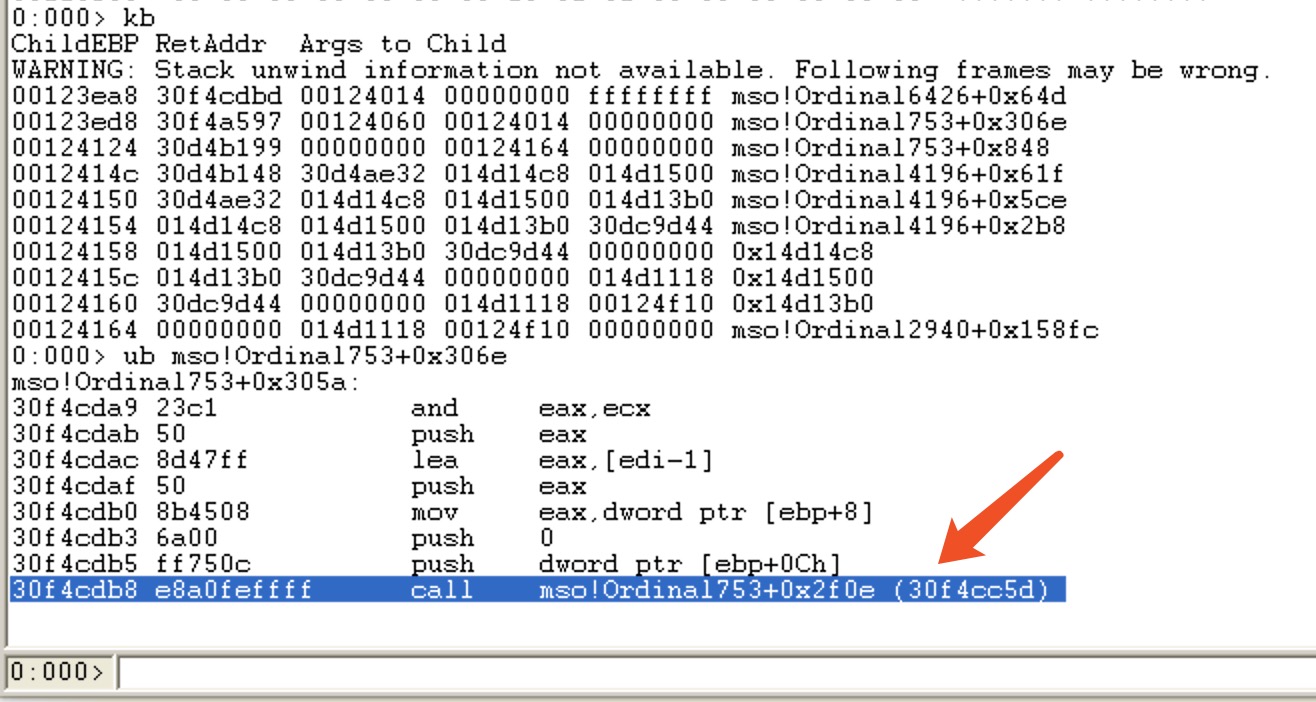 0:000> kb
ChildEBP RetAddr  Args to Child
WARNING: Stack unwind information not available. Following frames may be wrong.
00123ea8 30f4cdbd 00124014 00000000 ffffffff mso!Ordinal6426+0x64d
00123ed8 30f4a597 00124060 00124014 00000000 mso!Ordinal753+0x306e
00124124 30d4b199 00000000 00124164 00000000 mso!Ordinal753+0x848
0012414c 30d4b148 30d4ae32 014d14c8 014d1500 mso!Ordinal4196+0x61f
00124150 30d4ae32 014d14c8 014d1500 014d13b0 mso!Ordinal4196+0x5ce
00124154 014d14c8 014d1500 014d13b0 30dc9d44 mso!Ordinal4196+0x2b8
00124158 014d1500 014d13b0 30dc9d44 00000000 0x14d14c8
0012415c 014d13b0 30dc9d44 00000000 014d1118 0x14d1500
00124160 30dc9d44 00000000 014d1118 00124f10 0x14d13b0
00124164 00000000 014d1118 00124f10 00000000 mso!Ordinal2940+0x158fc
0:000> ub mso!Ordinal753+0x306e
mso!Ordinal753+0x305a:
30f4cda9 23c1 and eax,ecx
30f4cdab 50 push eax
30f4cdac 8d47ff lea eax,[edi-1]
30f4cdaf 50 push eax
30f4cdb0 8b4508 mov eax,dword ptr [ebp+8]
30f4cdb3 6a00 push 0
30f4cdb5 ff750c push dword ptr [ebp+0Ch]
30f4cdb8 e8a0feffff call mso!Ordinal753+0x2f0e (30f4cc5d)
0:000>